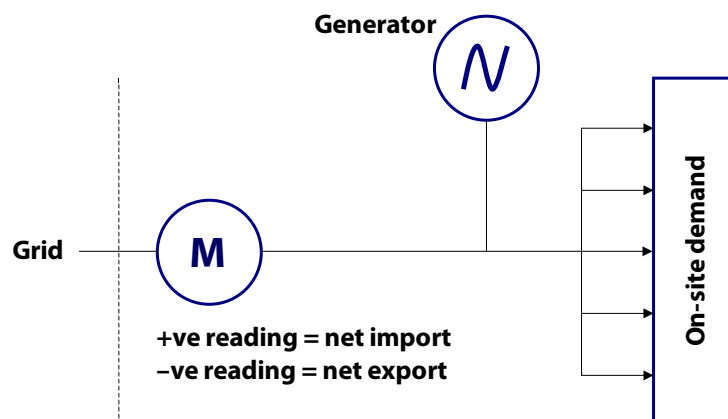 Generator
Grid
M
+ve reading = net import
–ve reading = net export
On-site demand